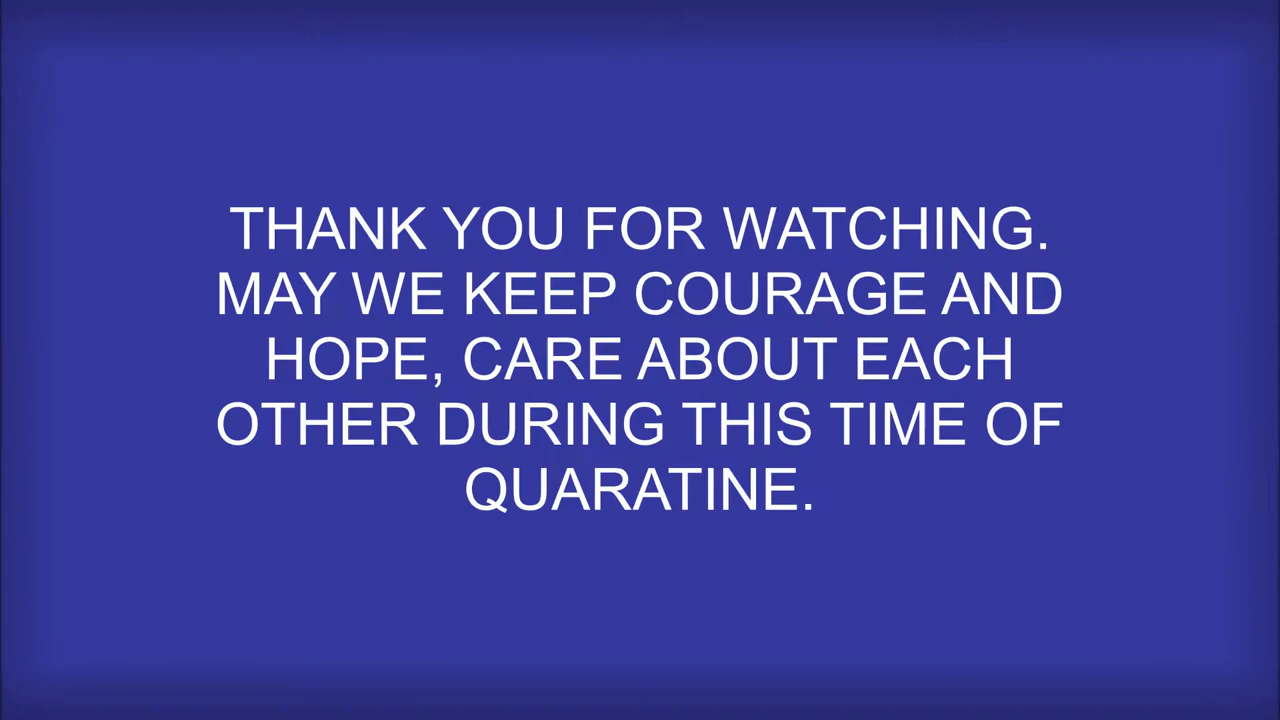 THANK YOU FOR WATCHING.
MAY WE KEEP COURAGE AND
HOPE, CARE ABOUT EACH
OTHER DURING THIS TIME OF
QUARATINE.